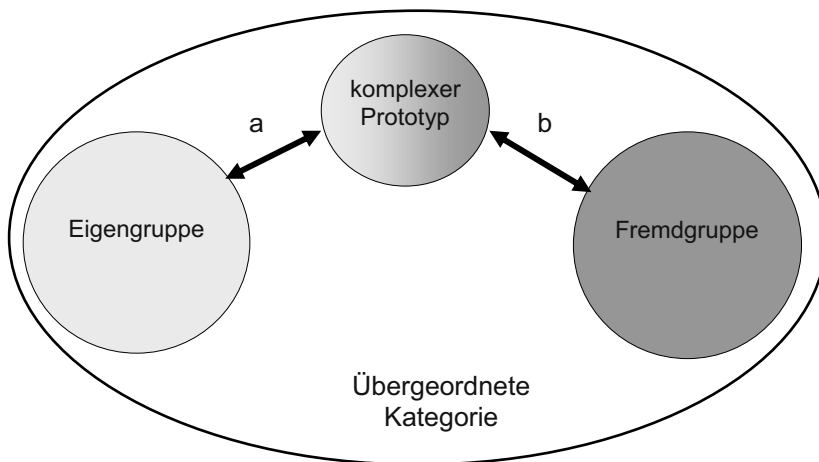 komplexer
Prototyp
a
b
Eigengruppe
Fremdgruppe
Übergeordnete
Kategorie